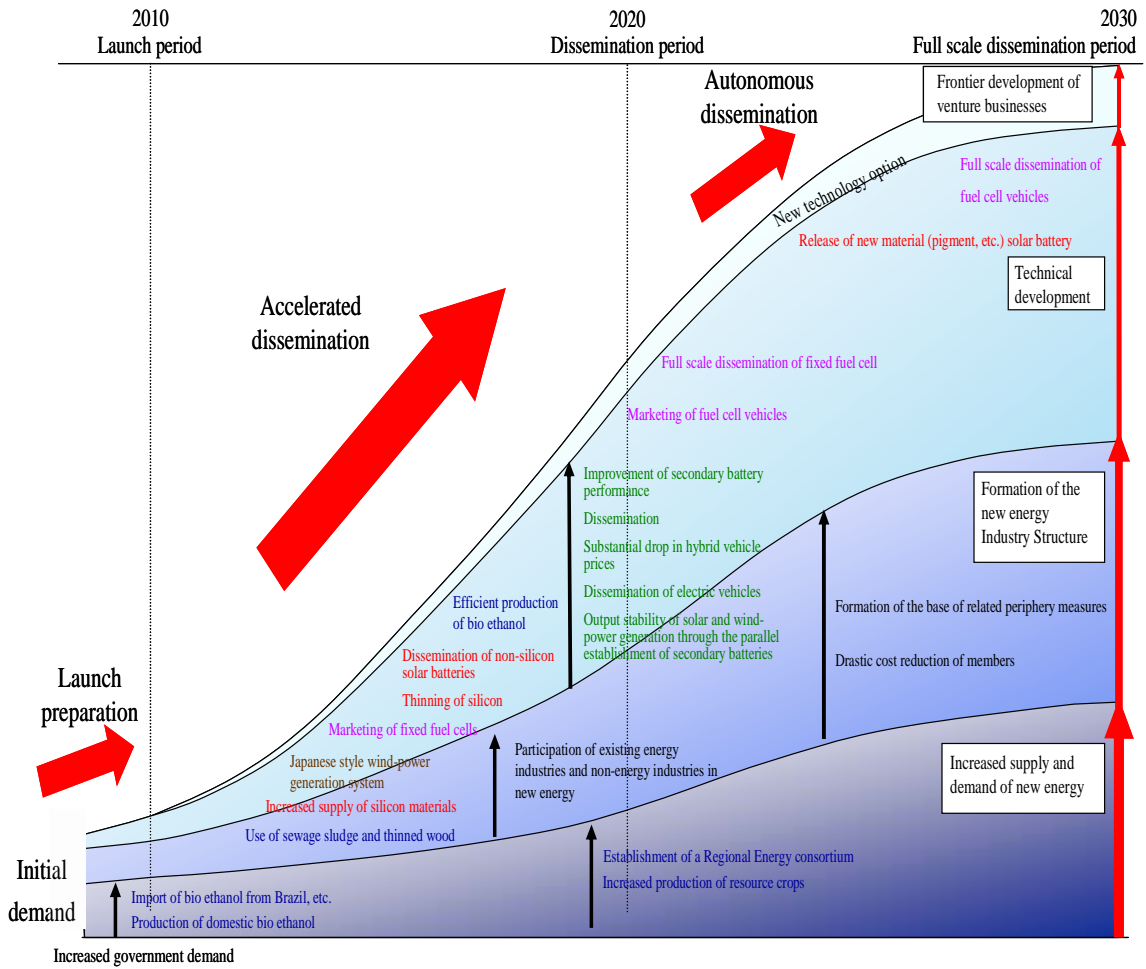 2010
Launch period
2020
Dissemination period
2030
Full scale dissemination period
Autonomous
dissemination
Frontier development of
venture businesses
New technology option
Full scale dissemination of
fuel cell vehicles
Release of new material (pigment, etc.) solar battery
Technical
development
Accelerated
dissemination
Full scale dissemination of fixed fuel cell
Marketing of fuel cell vehicles
Improvement of secondary battery
performance
Dissemination
Substantial drop in hybrid vehicle
prices
Dissemination of electric vehicles
Output stability of solar and wind-
power generation through the parallel
establishment of secondary batteries
Formation of the
new energy
Industry Structure
Efficient production
of bio ethanol
Dissemination of non-silicon
solar batteries
Thinning of silicon
Marketing of fixed fuel cells
Formation of the base of related periphery measures
Drastic cost reduction of members
Launch
preparation
Japanese style wind-power
generation system
Increased supply of silicon materials
Use of sewage sludge and thinned wood
Participation of existing energy
industries and non-energy industries in
new energy
Increased supply and
demand of new energy
Initial
demand
Import of bio ethanol from Brazil, etc.
Production of domestic bio ethanol
Establishment of a Regional Energy consortium
Increased production of resource crops
Increased government demand